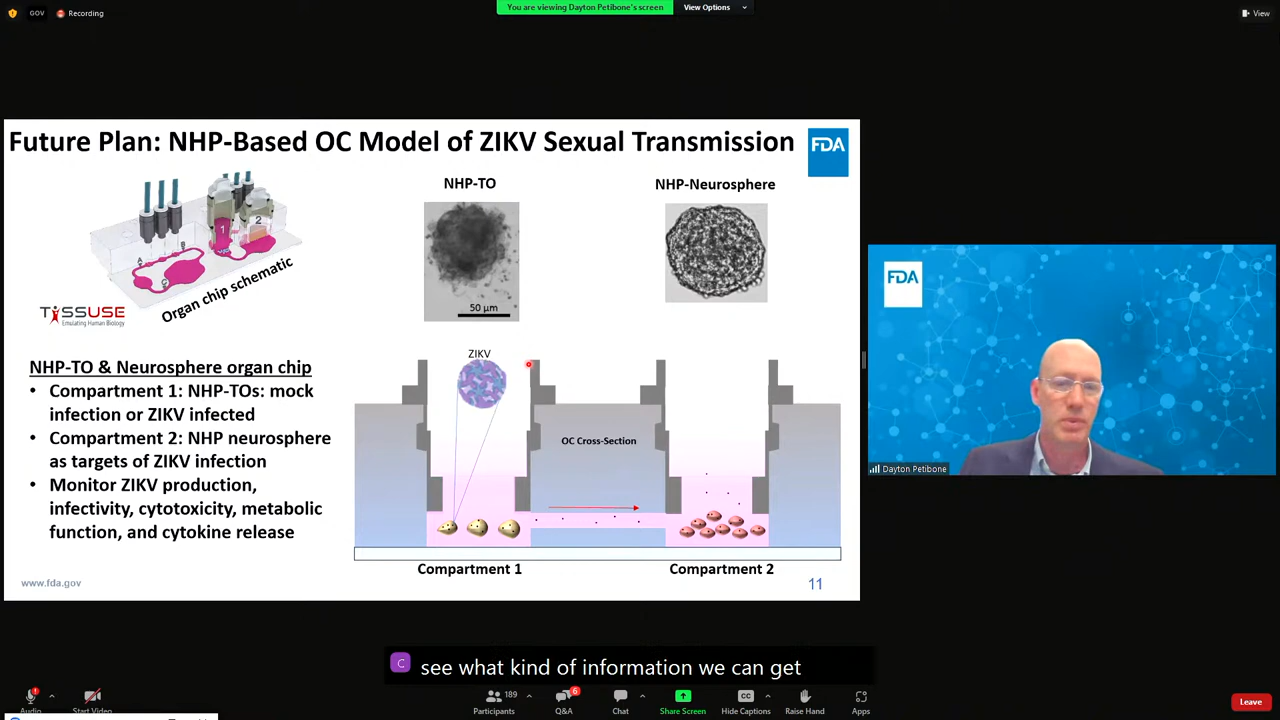 GOV
Recording
You are viewing Dayton Petibone's screen
View Options
View
Future Plan: NHP-Based OC Model of ZIKV Sexual Transmission
FDA
NHP-TO
NHP-Neurosphere
1
2
A
B
C
Organ chip schematic
TISSUSE
Emulating Human Biology
50 µm
FDA
ZIKV
NHP-TO & Neurosphere organ chip
• Compartment 1: NHP-TOs: mock
infection or ZIKV infected
• Compartment 2: NHP neurosphere
as targets of ZIKV infection
• Monitor ZIKV production,
infectivity, cytotoxicity, metabolic
function, and cytokine release
OC Cross-Section
Dayton Petibone
Compartment 1
Compartment 2
www.fda.gov
11
C
see what kind of information we can get
189
6
Audio
Start Video
Participants
Q&A
Chat
Share Screen
Hide Captions
Raise Hand
Apps
Leave